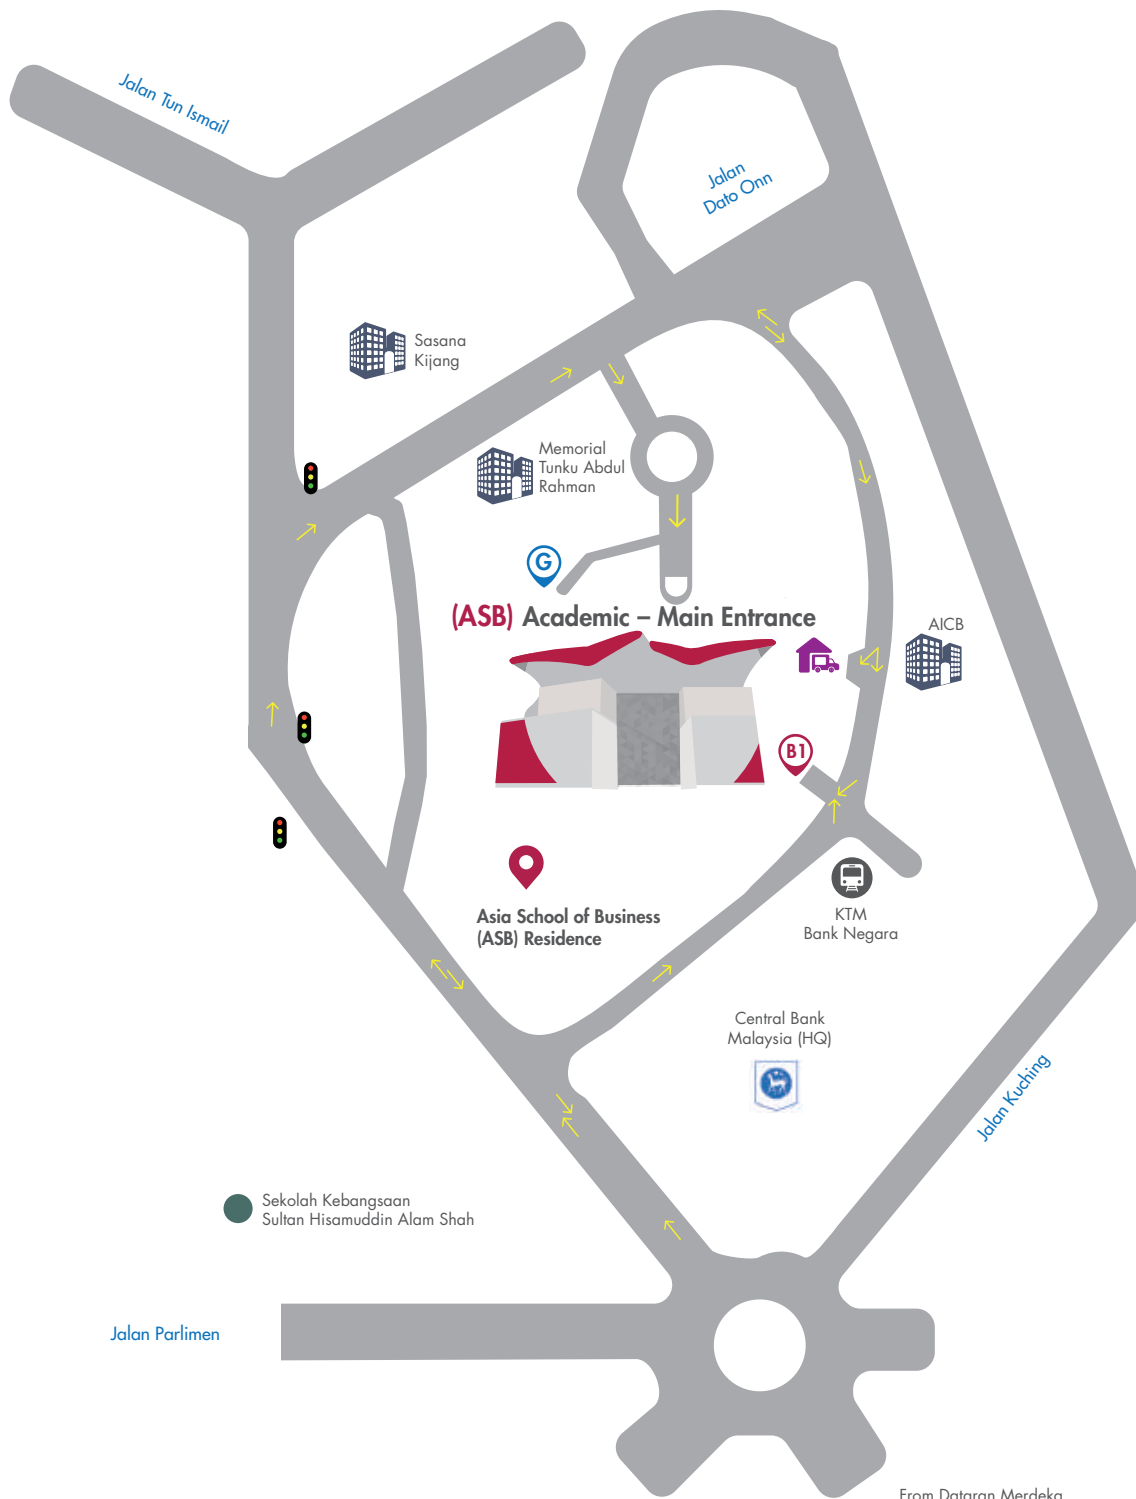 Jalan Tun Ismail
Jalan
Dato Onn
Sasana
Kijang
Memorial
Tunku Abdul
Rahman
G
(ASB) Academic – Main Entrance
AICB
B1
Asia School of Business
(ASB) Residence
KTM
Bank Negara
Central Bank
Malaysia (HQ)
Jalan Kuching
Sekolah Kebangsaan
Sultan Hisamuddin Alam Shah
Jalan Parlimen
From Dataran Merdeka